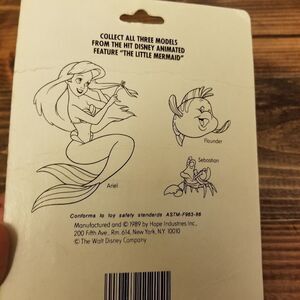 COLLECT ALL THREE MODELS
FROM THE HIT DISNEY ANIMATED
FEATURE "THE LITTLE MERMAID"
Flounder
Sebastian
Ariel
Conforms to toy safety standards ASTM-F963-86
Manufactured and © 1989 by Hope Industries Inc.,
200 Fifth Ave., Rm. 614, New York, N.Y. 10010
© The Walt Disney Company